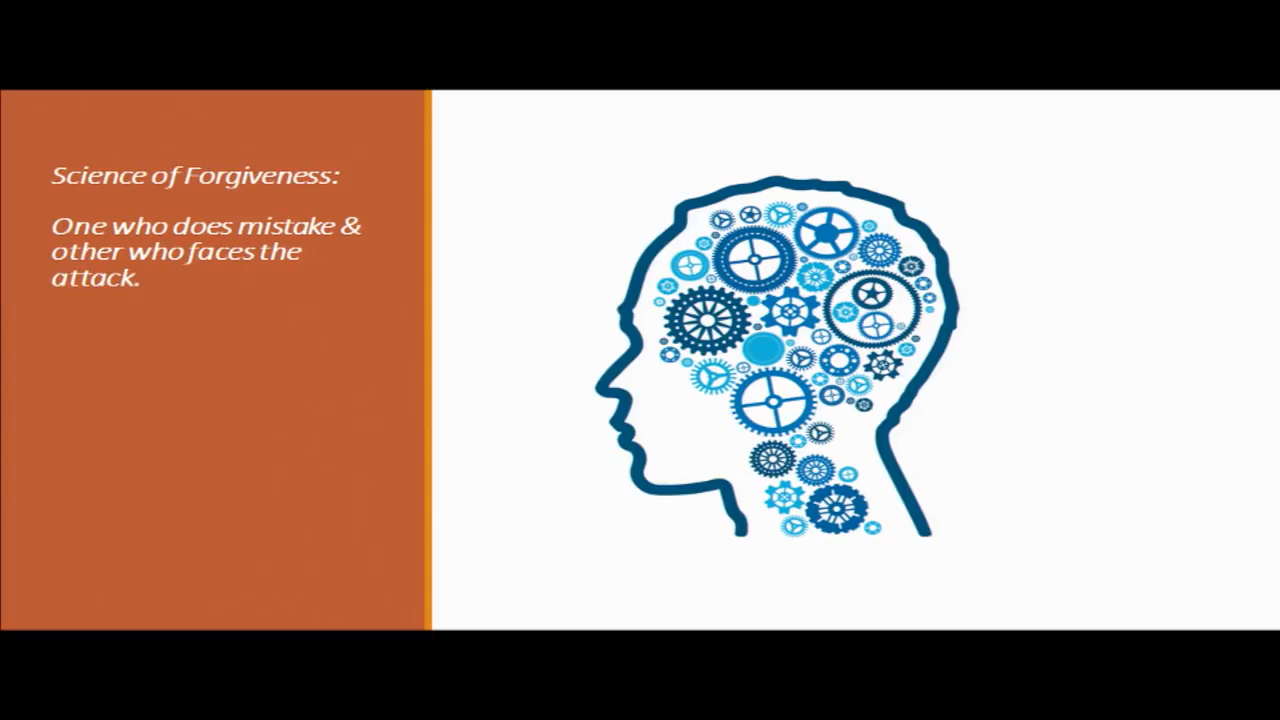 Science of Forgiveness:
One who does mistake &
other who faces the
attack.